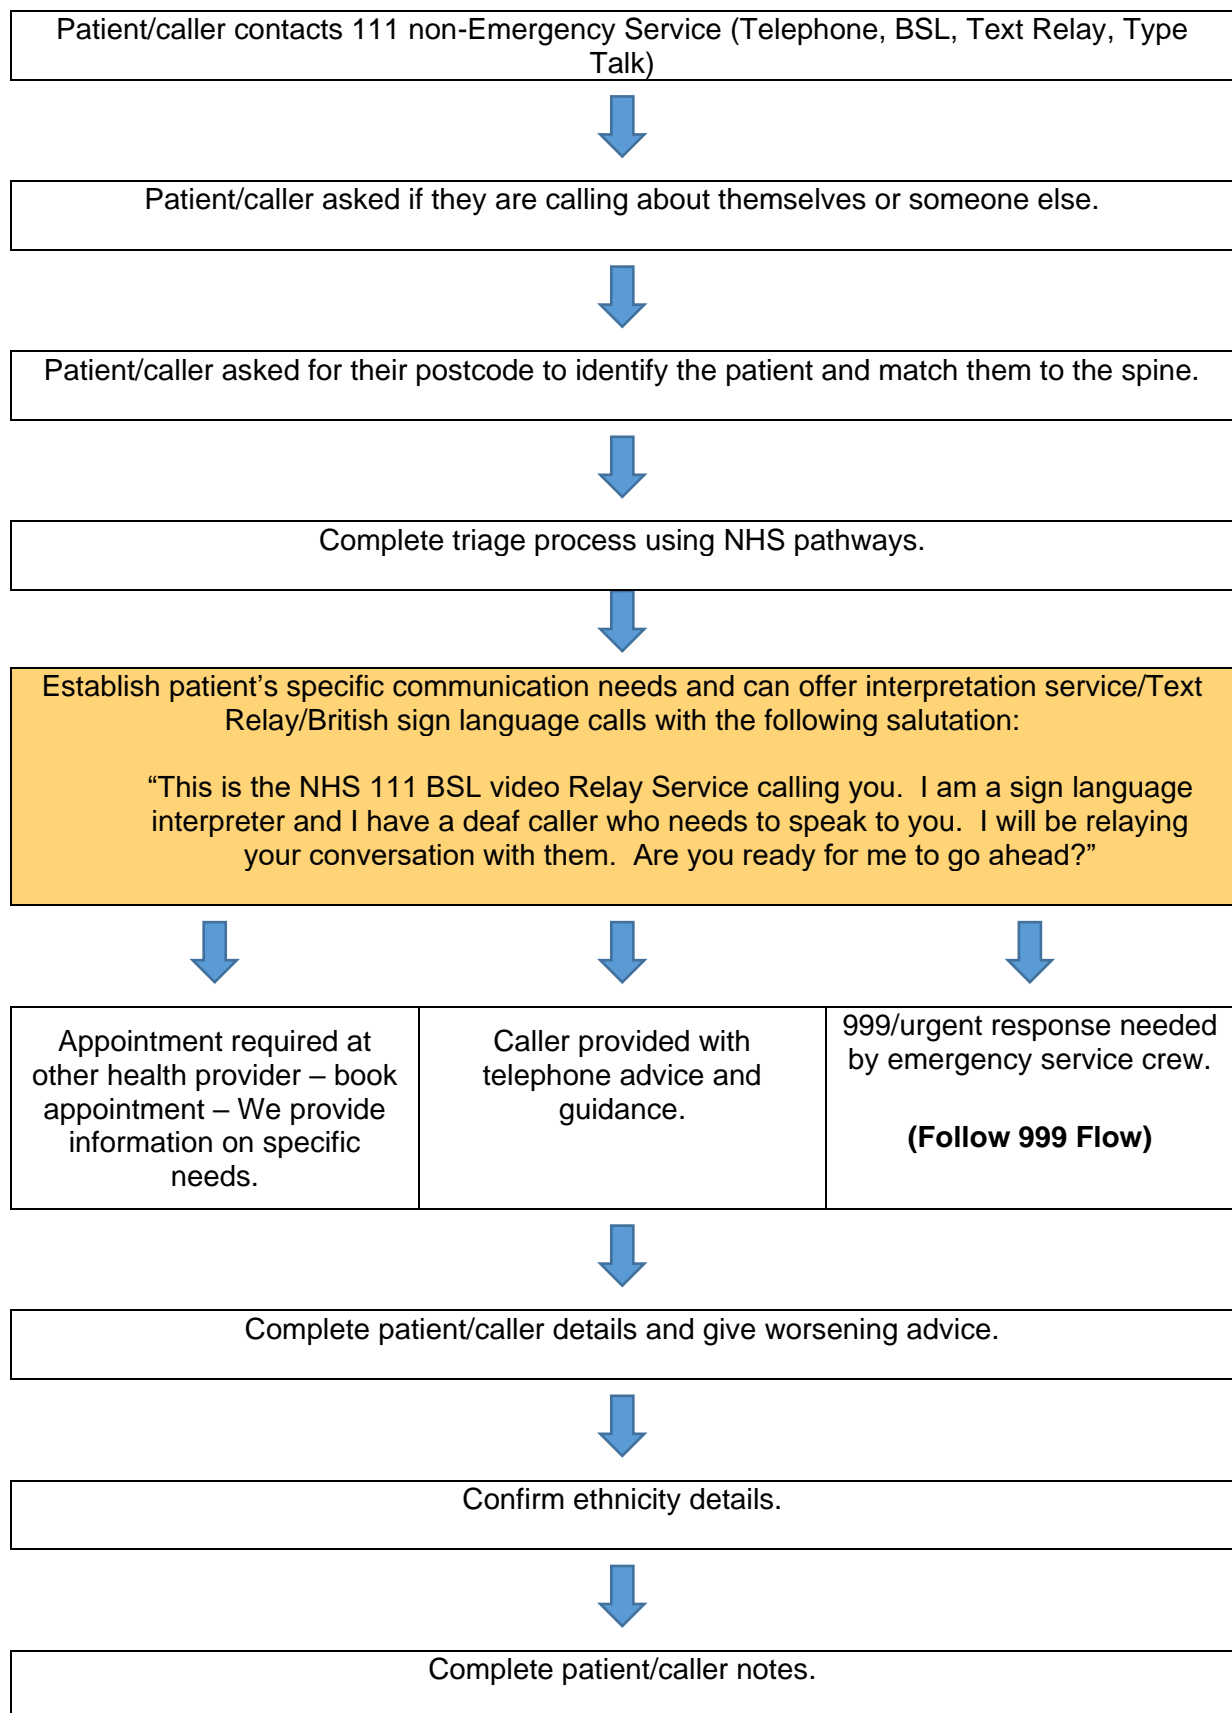 Patient/caller contacts 111 non-Emergency Service (Telephone, BSL, Text Relay, Type
Talk)
Patient/caller asked if they are calling about themselves or someone else.
Patient/caller asked for their postcode to identify the patient and match them to the spine.
Complete triage process using NHS pathways.
Establish patient’s specific communication needs and can offer interpretation service/Text
Relay/British sign language calls with the following salutation:
“This is the NHS 111 BSL video Relay Service calling you.  I am a sign language
interpreter and I have a deaf caller who needs to speak to you.  I will be relaying
your conversation with them.  Are you ready for me to go ahead?”
Appointment required at
other health provider – book
appointment – We provide
information on specific
needs.
Caller provided with
telephone advice and
guidance.
999/urgent response needed
by emergency service crew.
(Follow 999 Flow)
Complete patient/caller details and give worsening advice.
Confirm ethnicity details.
Complete patient/caller notes.